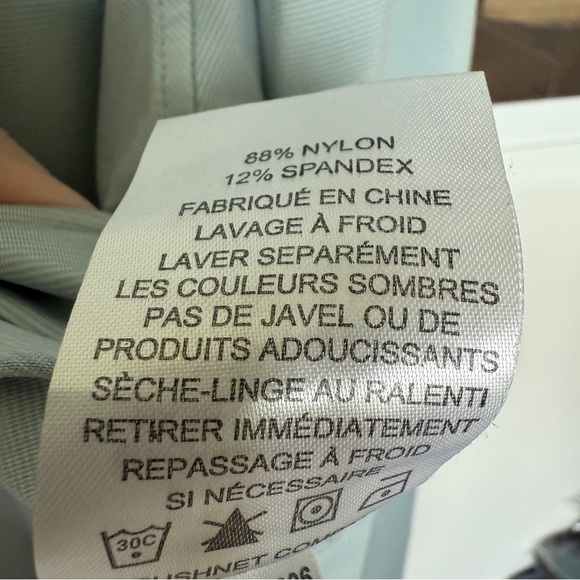 88% NYLON
12% SPANDEX
FABRIQUÉ EN CHINE
LAVAGE À FROID
LAVER SEPARÉMENT
LES COULEURS SOMBRES
PAS DE JAVEL OU DE
PRODUITS ADOUCISSANTS
SÈCHE-LINGE AU RALENTI
RETIRER IMMÉDIATEMENT
REPASSAGE À FROID
SI NÉCESSAIRE
30C